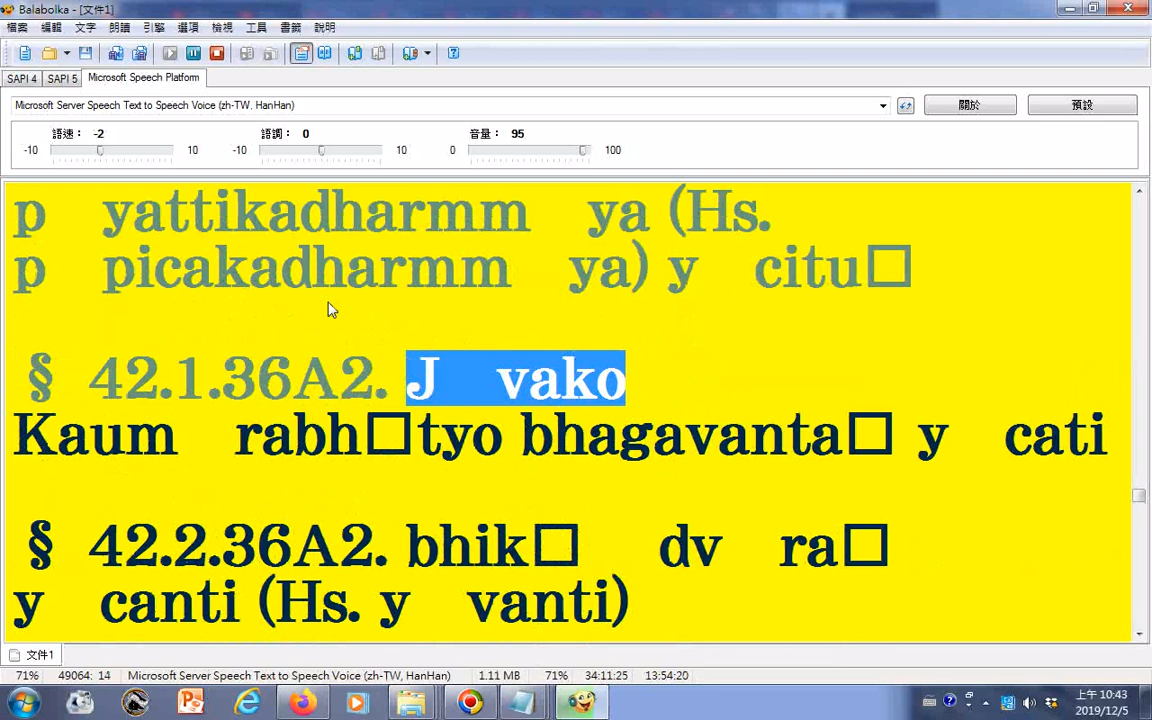 Balabolka - [文件1]
檔案 編輯 文字 朗讀 引擎 選項 檢視 工具 書籤 說明
SAPI 4 SAPI 5 Microsoft Speech Platform
Microsoft Server Speech Text to Speech Voice (zh-TW, HanHan) 關於 預設
語速： -2 語調： 0 音量： 95
-10 10 -10 10 0 100
p yattikadharmm ya (Hs.
p picakadharmm ya) y citu□
§ 42.1.36A2. J vako
Kaum rabh□tyo bhagavanta□ y cati
§ 42.2.36A2. bhik□ dv ra□
y canti (Hs. y vanti)
文件1
71% 49064: 14 Microsoft Server Speech Text to Speech Voice (zh-TW, HanHan) 1.11 MB 71% 34:11:25 13:54:20
上午 10:43
2019/12/5